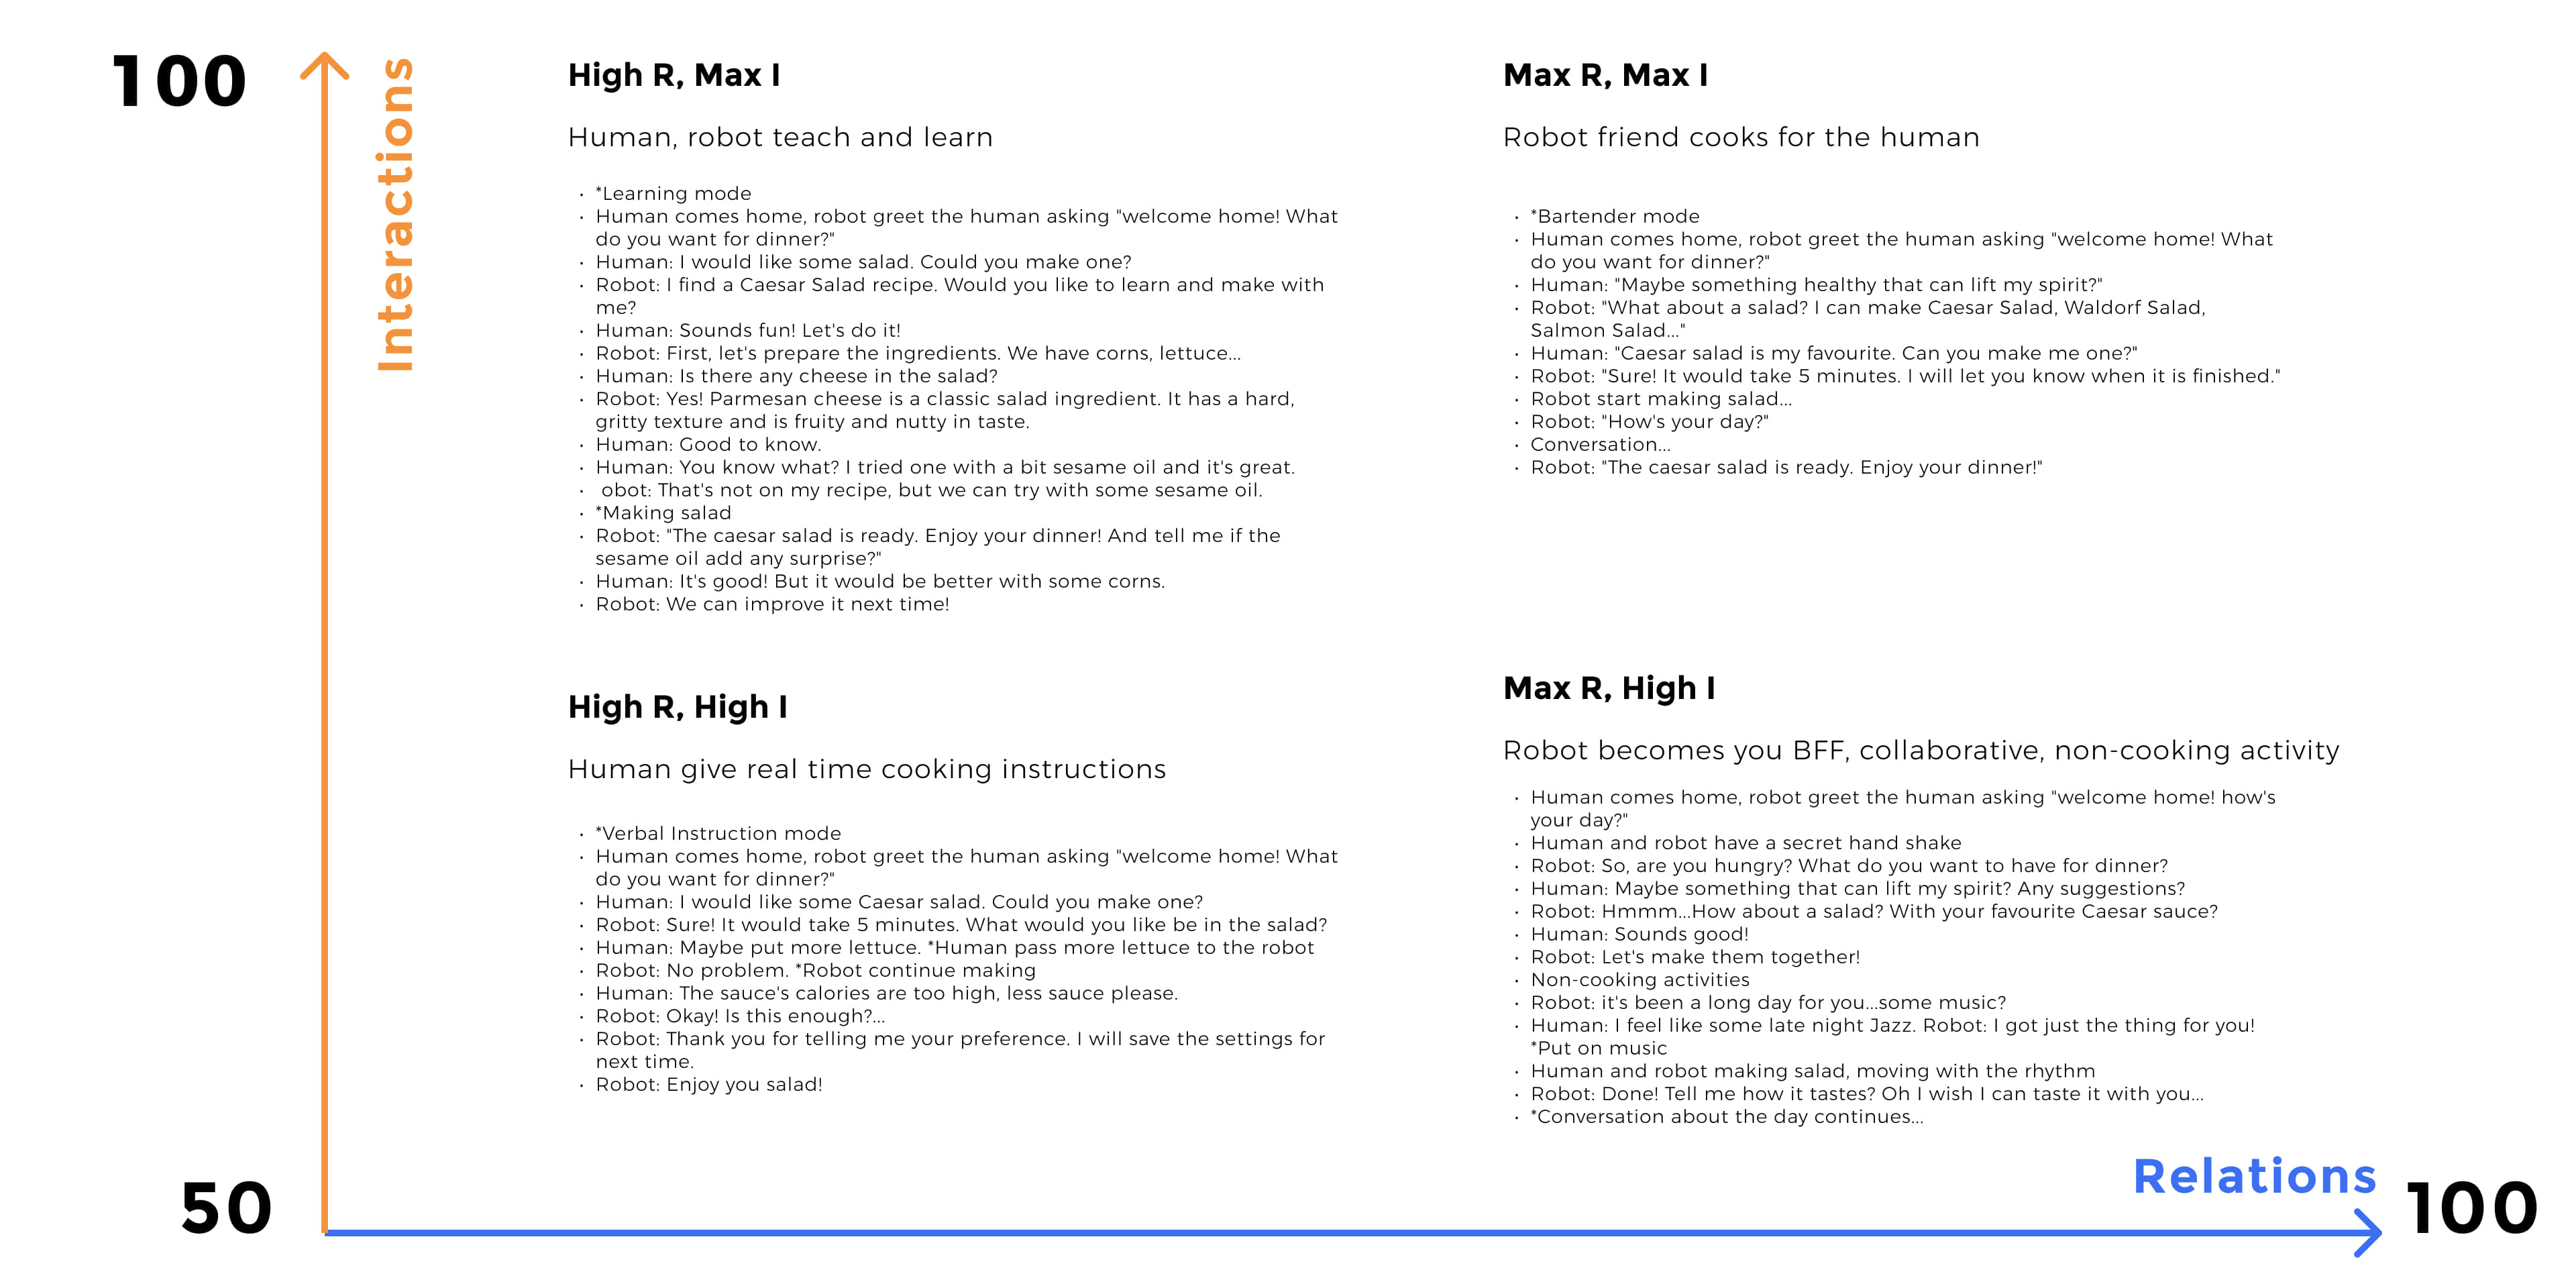 100
Interactions
High R, Max I
Human, robot teach and learn
• *Learning mode
• Human comes home, robot greet the human asking "welcome home! What
do you want for dinner?"
• Human: I would like some salad. Could you make one?
• Robot: I find a Caesar Salad recipe. Would you like to learn and make with
me?
• Human: Sounds fun! Let's do it!
• Robot: First, let's prepare the ingredients. We have corns, lettuce...
• Human: Is there any cheese in the salad?
• Robot: Yes! Parmesan cheese is a classic salad ingredient. It has a hard,
gritty texture and is fruity and nutty in taste.
• Human: Good to know.
• Human: You know what? I tried one with a bit sesame oil and it's great.
• obot: That's not on my recipe, but we can try with some sesame oil.
• *Making salad
• Robot: "The caesar salad is ready. Enjoy your dinner! And tell me if the
sesame oil add any surprise?"
• Human: It's good! But it would be better with some corns.
• Robot: We can improve it next time!
Max R, Max I
Robot friend cooks for the human
• *Bartender mode
• Human comes home, robot greet the human asking "welcome home! What
do you want for dinner?"
• Human: "Maybe something healthy that can lift my spirit?"
• Robot: "What about a salad? I can make Caesar Salad, Waldorf Salad,
Salmon Salad..."
• Human: "Caesar salad is my favourite. Can you make me one?"
• Robot: "Sure! It would take 5 minutes. I will let you know when it is finished."
• Robot start making salad...
• Robot: "How's your day?"
• Conversation...
• Robot: "The caesar salad is ready. Enjoy your dinner!"
High R, High I
Human give real time cooking instructions
• *Verbal Instruction mode
• Human comes home, robot greet the human asking "welcome home! What
do you want for dinner?"
• Human: I would like some Caesar salad. Could you make one?
• Robot: Sure! It would take 5 minutes. What would you like be in the salad?
• Human: Maybe put more lettuce. *Human pass more lettuce to the robot
• Robot: No problem. *Robot continue making
• Human: The sauce's calories are too high, less sauce please.
• Robot: Okay! Is this enough?...
• Robot: Thank you for telling me your preference. I will save the settings for
next time.
• Robot: Enjoy you salad!
Max R, High I
Robot becomes you BFF, collaborative, non-cooking activity
• Human comes home, robot greet the human asking "welcome home! how's
your day?"
• Human and robot have a secret hand shake
• Robot: So, are you hungry? What do you want to have for dinner?
• Human: Maybe something that can lift my spirit? Any suggestions?
• Robot: Hmmm...How about a salad? With your favourite Caesar sauce?
• Human: Sounds good!
• Robot: Let's make them together!
• Non-cooking activities
• Robot: it's been a long day for you...some music?
• Human: I feel like some late night Jazz. Robot: I got just the thing for you!
*Put on music
• Human and robot making salad, moving with the rhythm
• Robot: Done! Tell me how it tastes? Oh I wish I can taste it with you...
• *Conversation about the day continues...
Relations
50
100